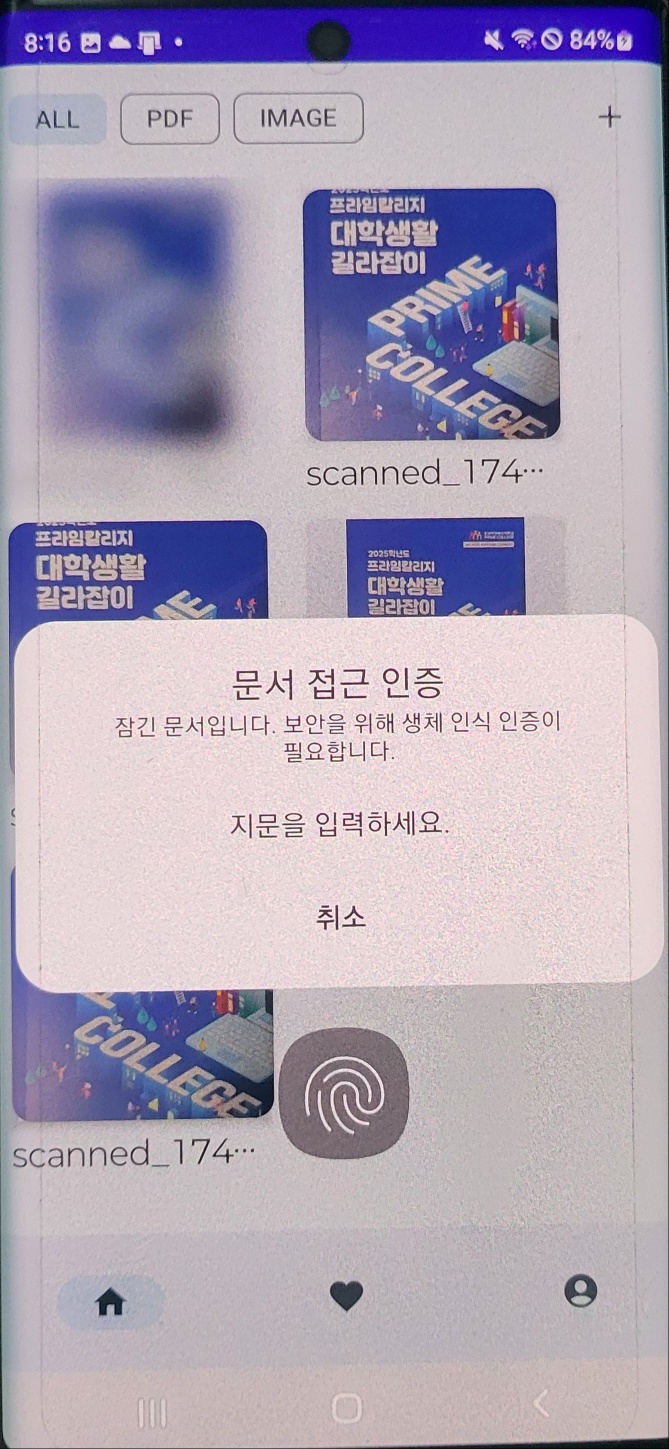 8:16
84%
ALL
PDF
IMAGE
+
프라임칼리지
대학생활
길라잡이
PRIME
COLLEGE
scanned_174…
프라임칼리지
대학생활
길라잡이
2025학년도
프라임칼리지
대학생활
길라잡이
문서 접근 인증
잠긴 문서입니다. 보안을 위해 생체 인식 인증이
필요합니다.
지문을 입력하세요.
취소
COLLEGE
scanned_174…